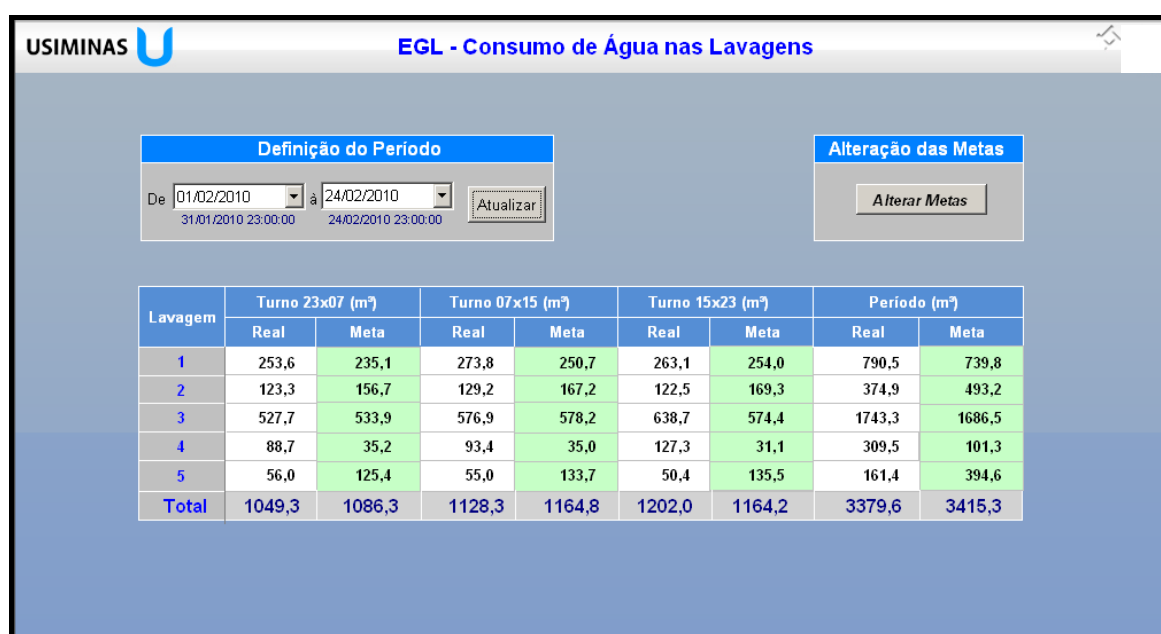 USIMINAS
EGL - Consumo de Água nas Lavagens
Definição do Período
De 01/02/2010 à 24/02/2010 Atualizar
31/01/2010 23:00:00 24/02/2010 23:00:00
Alteração das Metas
Alterar Metas
Lavagem Turno 23x07 (m³) Turno 07x15 (m³) Turno 15x23 (m³) Período (m³)
Real Meta Real Meta Real Meta Real Meta
1 253,6 235,1 273,8 250,7 263,1 254,0 790,5 739,8
2 123,3 156,7 129,2 167,2 122,5 169,3 374,9 493,2
3 527,7 533,9 576,9 578,2 638,7 574,4 1743,3 1686,5
4 88,7 35,2 93,4 35,0 127,3 31,1 309,5 101,3
5 56,0 125,4 55,0 133,7 50,4 135,5 161,4 394,6
Total 1049,3 1086,3 1128,3 1164,8 1202,0 1164,2 3379,6 3415,3